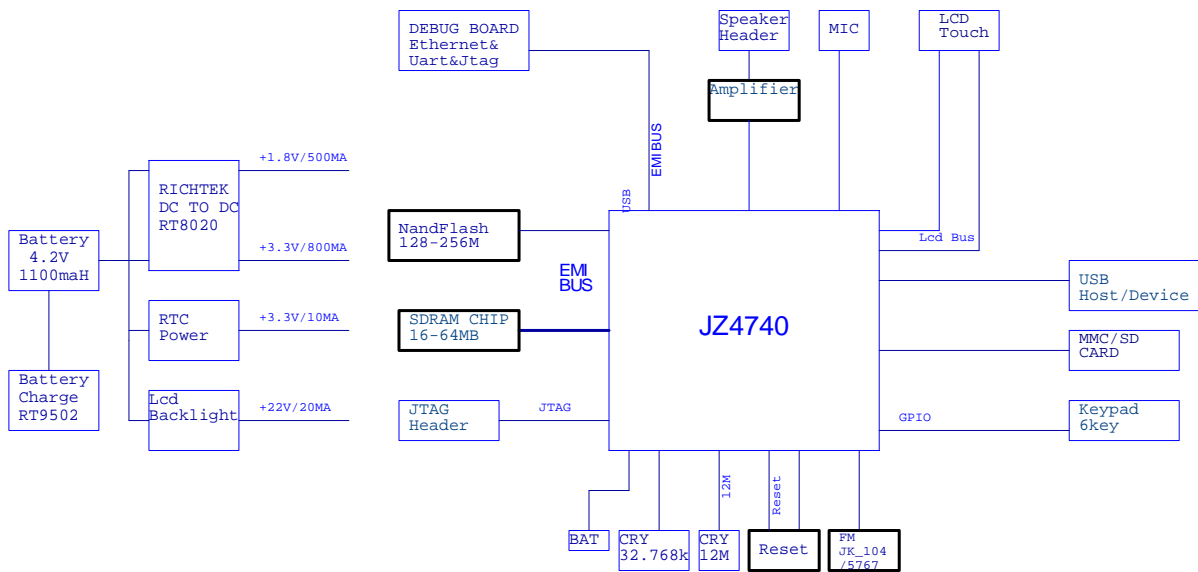 DEBUG BOARD
Ethernet&
Uart&Jtag
Speaker
Header
MIC
LCD
Touch
Amplifier
EMI BUS
USB
+1.8V/500MA
RICHTEK
DC TO DC
RT8020
+3.3V/800MA
Battery
4.2V
1100maH
NandFlash
128-256M
Lcd Bus
EMI
BUS
USB
Host/Device
RTC
Power
+3.3V/10MA
SDRAM CHIP
16-64MB
JZ4740
MMC/SD
CARD
Battery
Charge
RT9502
Lcd
Backlight
+22V/20MA
JTAG
Header
JTAG
GPIO
Keypad
6key
12M
Reset
BAT
CRY
32.768k
CRY
12M
Reset
FM
JK_104
/5767